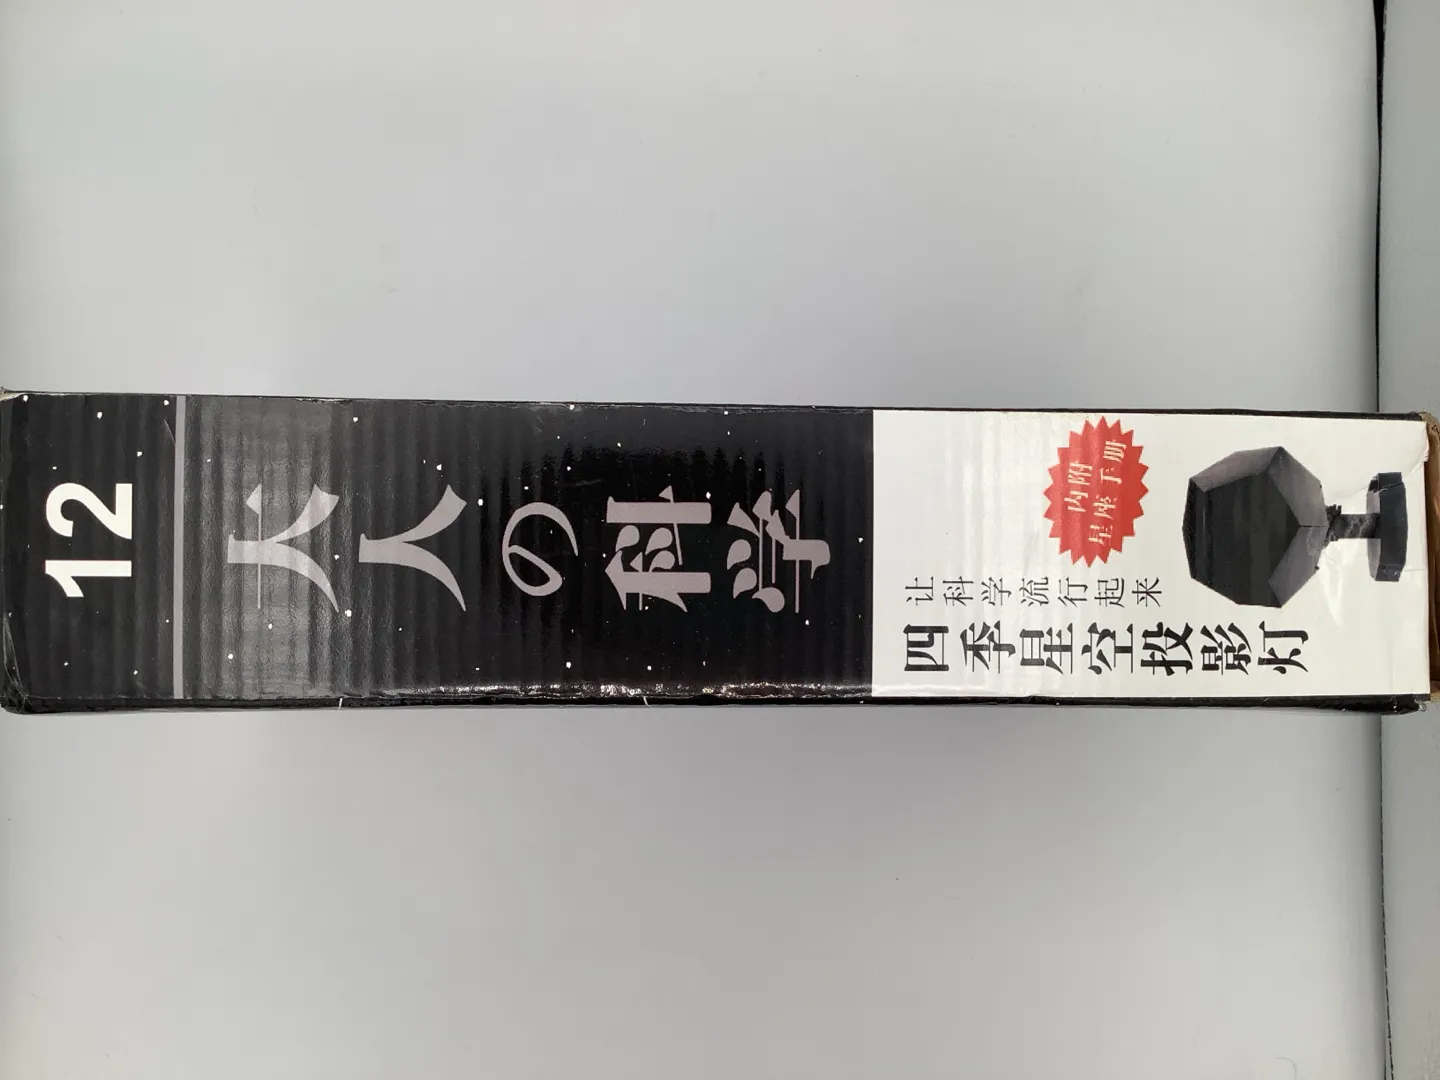 12
大人の科学
内附
星座手册
让科学流行起来
四季星空投影灯